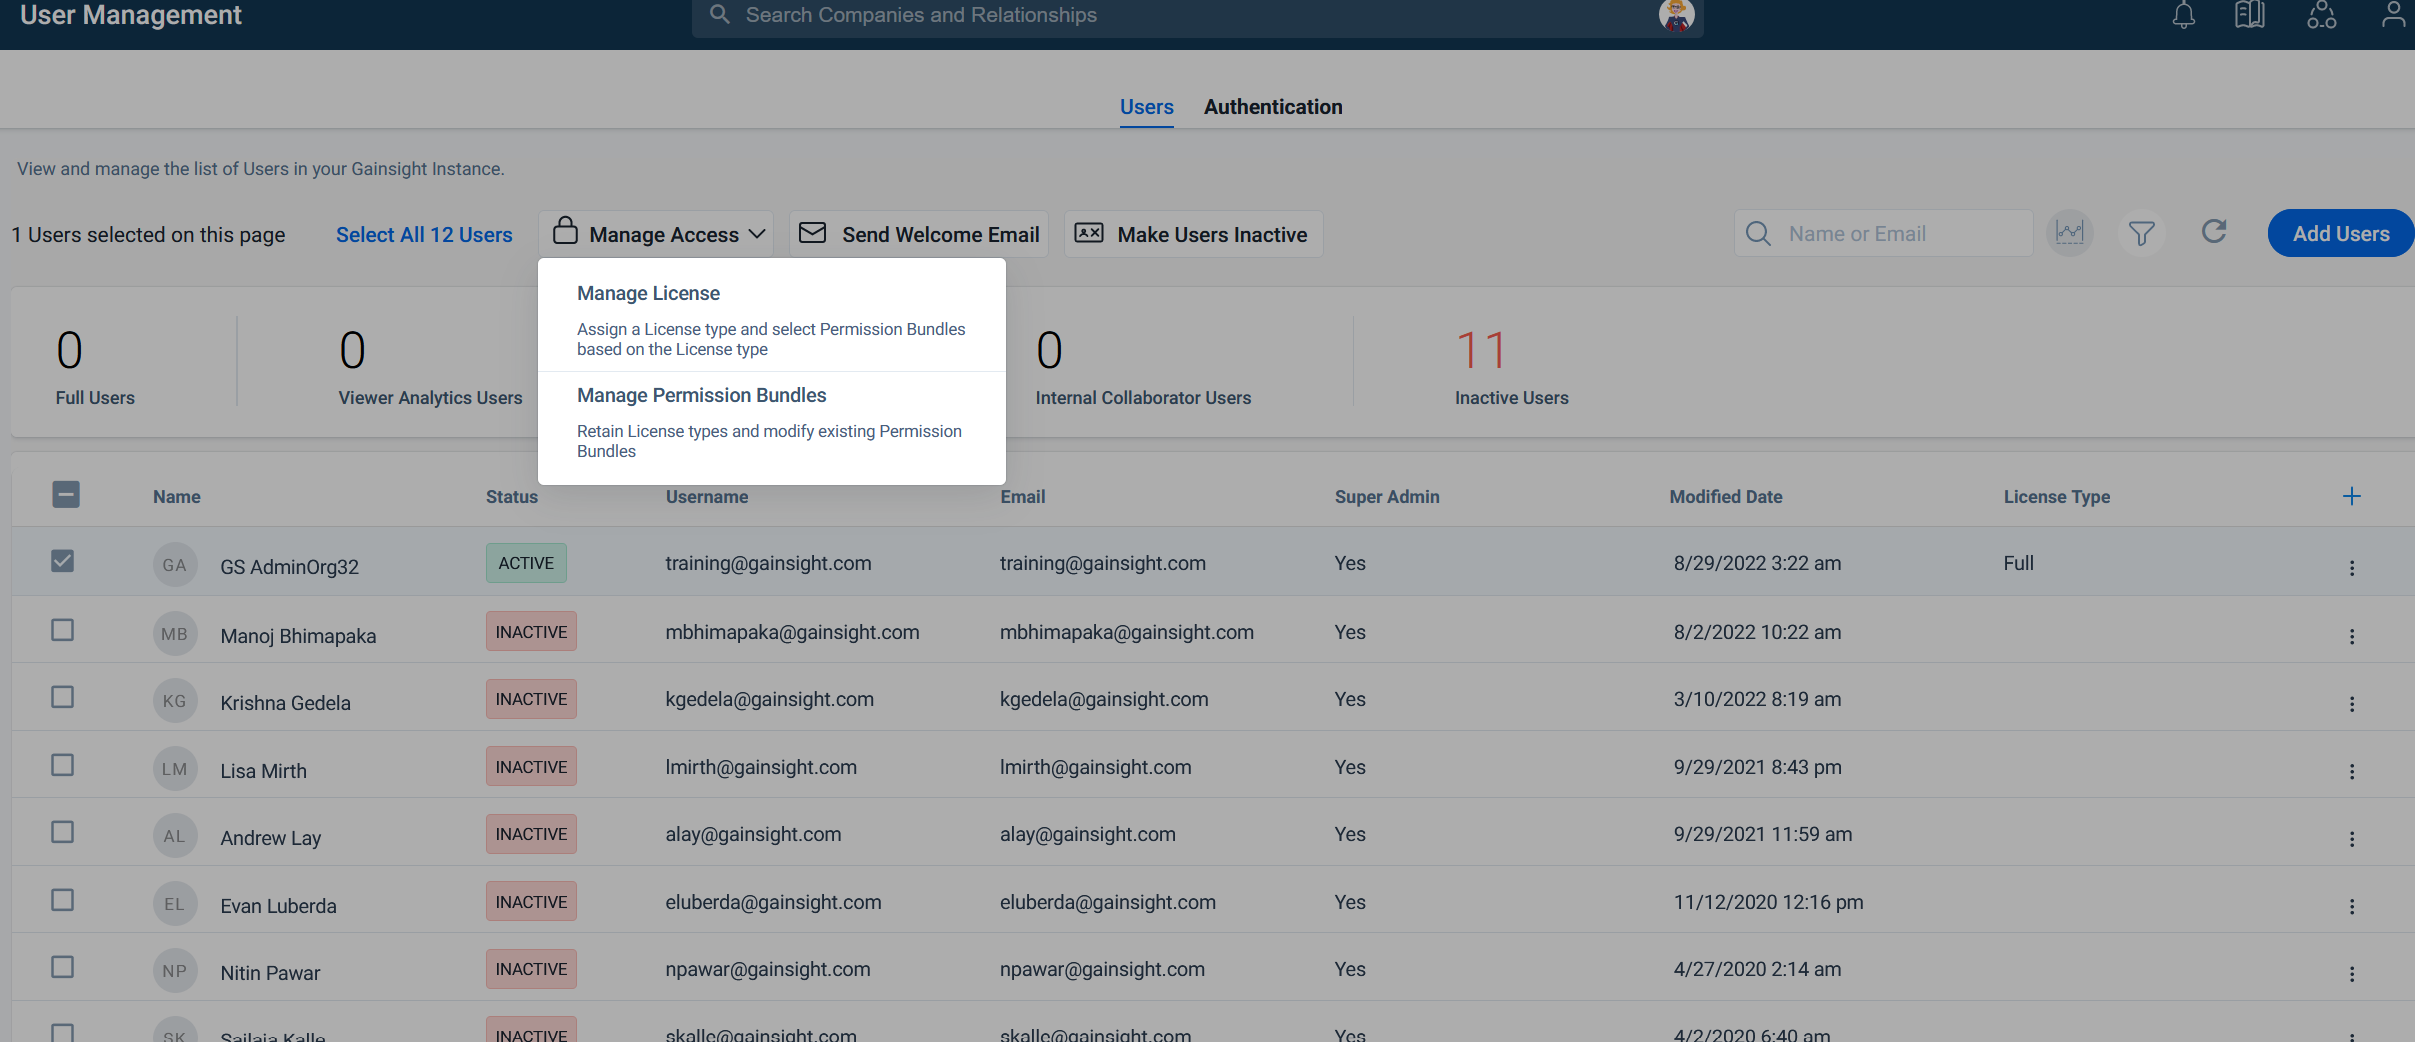 User Management
Search Companies and Relationships
Users Authentication
View and manage the list of Users in your Gainsight Instance.
1 Users selected on this page Select All 12 Users Manage Access Send Welcome Email Make Users Inactive Name or Email Add Users
Manage License
Assign a License type and select Permission Bundles
based on the License type
Manage Permission Bundles
Retain License types and modify existing Permission
Bundles
0 0 0 11
Full Users Viewer Analytics Users Internal Collaborator Users Inactive Users
Name Status Username Email Super Admin Modified Date License Type
GA GS AdminOrg32 ACTIVE training@gainsight.com training@gainsight.com Yes 8/29/2022 3:22 am Full
MB Manoj Bhimapaka INACTIVE mbhimapaka@gainsight.com mbhimapaka@gainsight.com Yes 8/2/2022 10:22 am
KG Krishna Gedela INACTIVE kgedela@gainsight.com kgedela@gainsight.com Yes 3/10/2022 8:19 am
LM Lisa Mirth INACTIVE lmirth@gainsight.com lmirth@gainsight.com Yes 9/29/2021 8:43 pm
AL Andrew Lay INACTIVE alay@gainsight.com alay@gainsight.com Yes 9/29/2021 11:59 am
EL Evan Luberda INACTIVE eluberda@gainsight.com eluberda@gainsight.com Yes 11/12/2020 12:16 pm
NP Nitin Pawar INACTIVE npawar@gainsight.com npawar@gainsight.com Yes 4/27/2020 2:14 am
SK INACTIVE Yes 4/2/2020 6:40 am